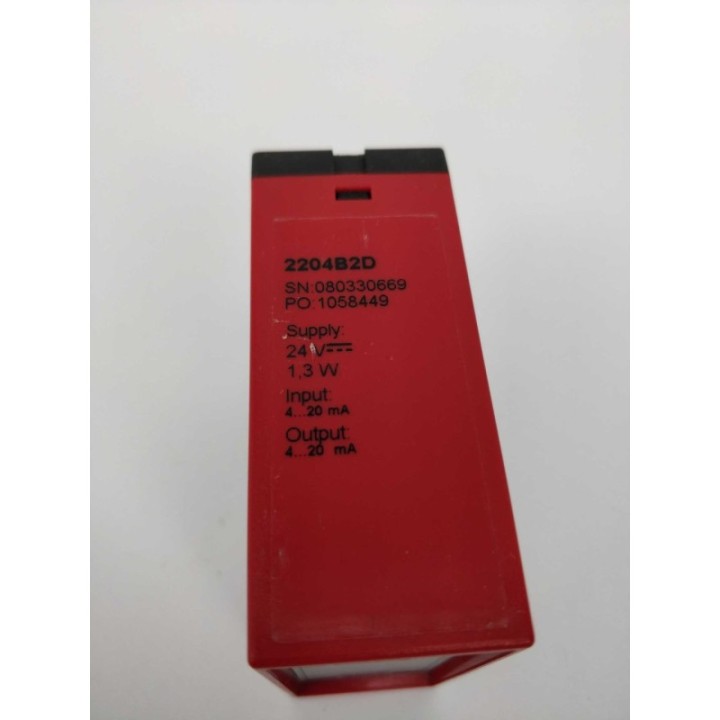 2204B2D
SN:080330669
PO:1058449
Supply:
24 V
1,3 W
Input:
4...20 mA
Output:
4...20 mA